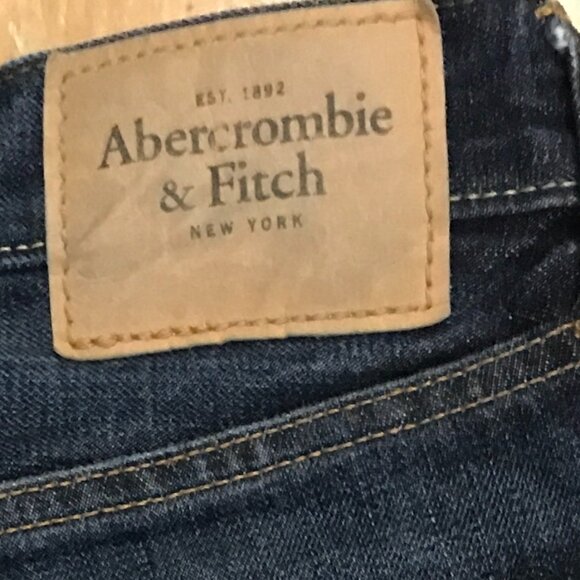 EST. 1892
Abercrombie
& Fitch
NEW YORK